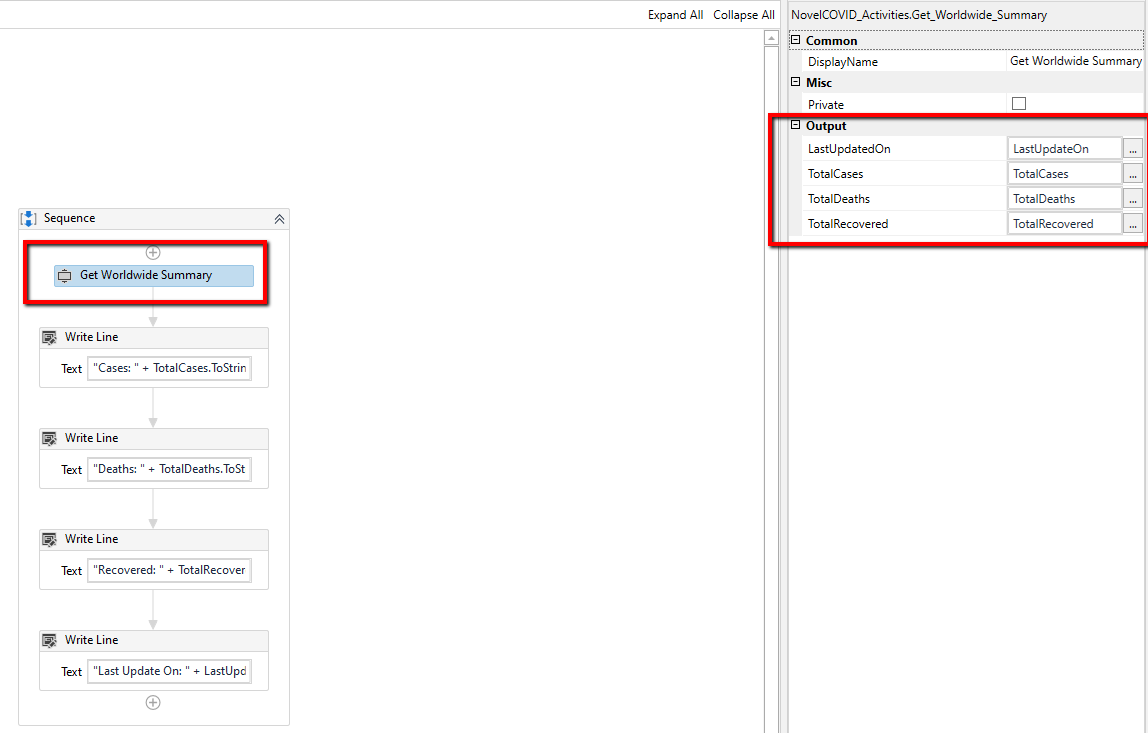 Expand All Collapse All
Sequence
Get Worldwide Summary
Write Line
Text "Cases: " + TotalCases.ToStrin
Write Line
Text "Deaths: " + TotalDeaths.ToSt
Write Line
Text "Recovered: " + TotalRecover
Write Line
Text "Last Update On: " + LastUpd
NovelCOVID_Activities.Get_Worldwide_Summary
Common
DisplayName Get Worldwide Summary
Misc
Private
Output
LastUpdatedOn LastUpdateOn ...
TotalCases TotalCases ...
TotalDeaths TotalDeaths ...
TotalRecovered TotalRecovered ...